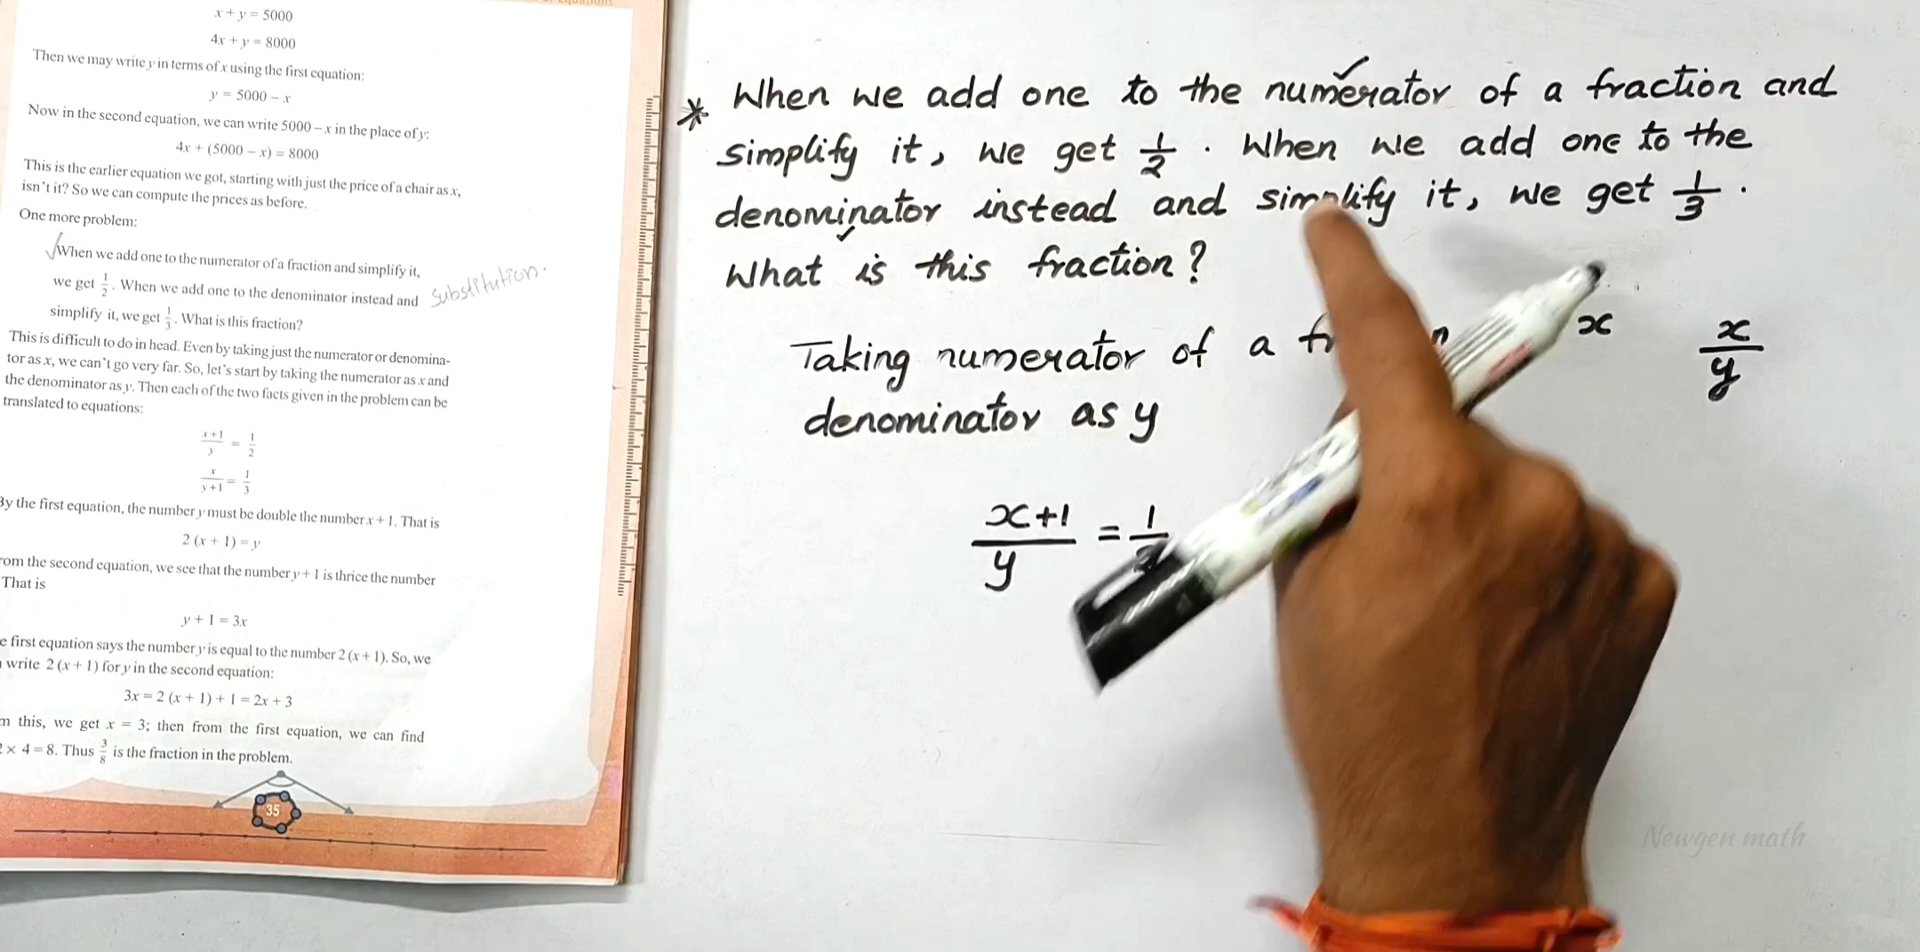 x + y = 5000
4x + y = 8000
Then we may write y in terms of x using the first equation:
y = 5000 – x
Now in the second equation, we can write 5000 – x in the place of y:
4x + (5000 – x) = 8000
This is the earlier equation we got, starting with just the price of a chair as x,
isn't it? So we can compute the prices as before.
One more problem:
When we add one to the numerator of a fraction and simplify it,
we get 1/2. When we add one to the denominator instead and
simplify it, we get 1/3. What is this fraction?
substitution.
This is difficult to do in head. Even by taking just the numerator or denomina-
tor as x, we can't go very far. So, let's start by taking the numerator as x and
the denominator as y. Then each of the two facts given in the problem can be
translated to equations:
x+1/y = 1/2
x/y+1 = 1/3
By the first equation, the number y must be double the number x + 1. That is
2 (x + 1) = y
the second equation, we see that the number y + 1 is thrice the number
That is
y + 1 = 3x
first equation says the number y is equal to the number 2 (x + 1). So, we
write 2 (x + 1) for y in the second equation:
3x = 2 (x + 1) + 1 = 2x + 3
this, we get x = 3; then from the first equation, we can find
× 4 = 8. Thus 3/8 is the fraction in the problem.
35
* When we add one to the numerator of a fraction and
simplify it, we get 1/2. When we add one to the
denominator instead and simplify it, we get 1/3.
What is this fraction?
Taking numerator of a x
denominator as y
x/y
x+1/y = 1/2
Newgen math